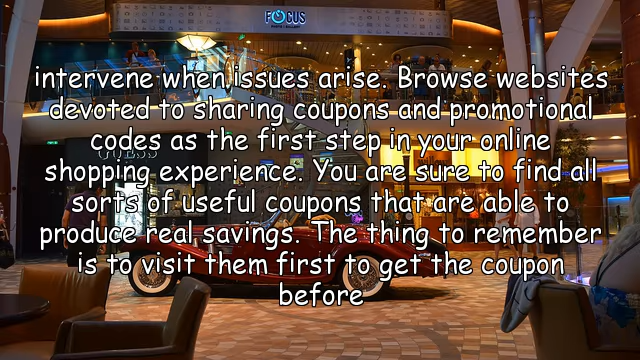 FOCUS
intervene when issues arise. Browse websites
devoted to sharing coupons and promotional
codes as the first step in your online
shopping experience. You are sure to find all
sorts of useful coupons that are able to
produce real savings. The thing to remember
is to visit them first to get the coupon
before
GUESS